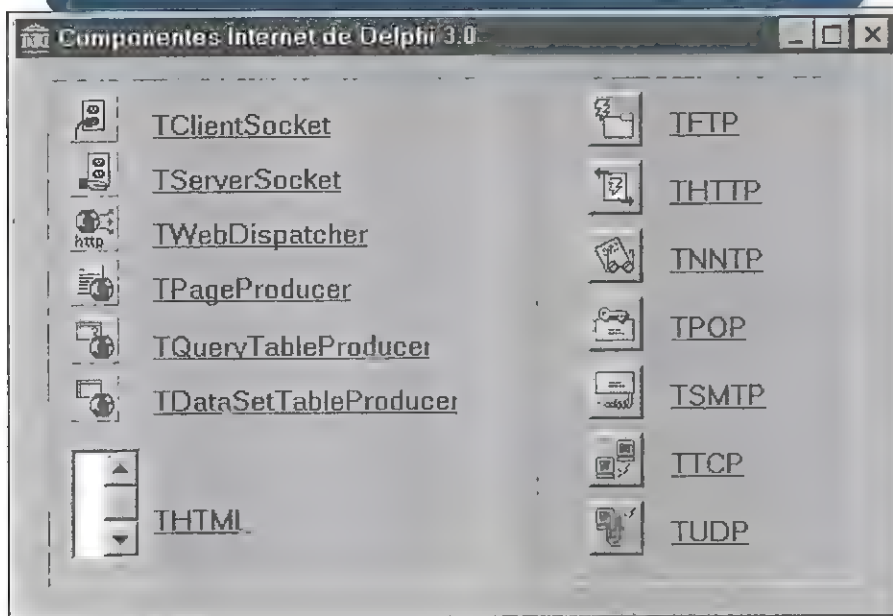 Componentes Internet de Delphi 3.0
TClientSocket
TServerSocket
http
TWebDispatcher
TPageProducer
TQueryTableProducer
TDataSetTableProducer
THTML
TFTP
THTTP
TNNTP
TPOP
TSMTP
TTCP
TUDP